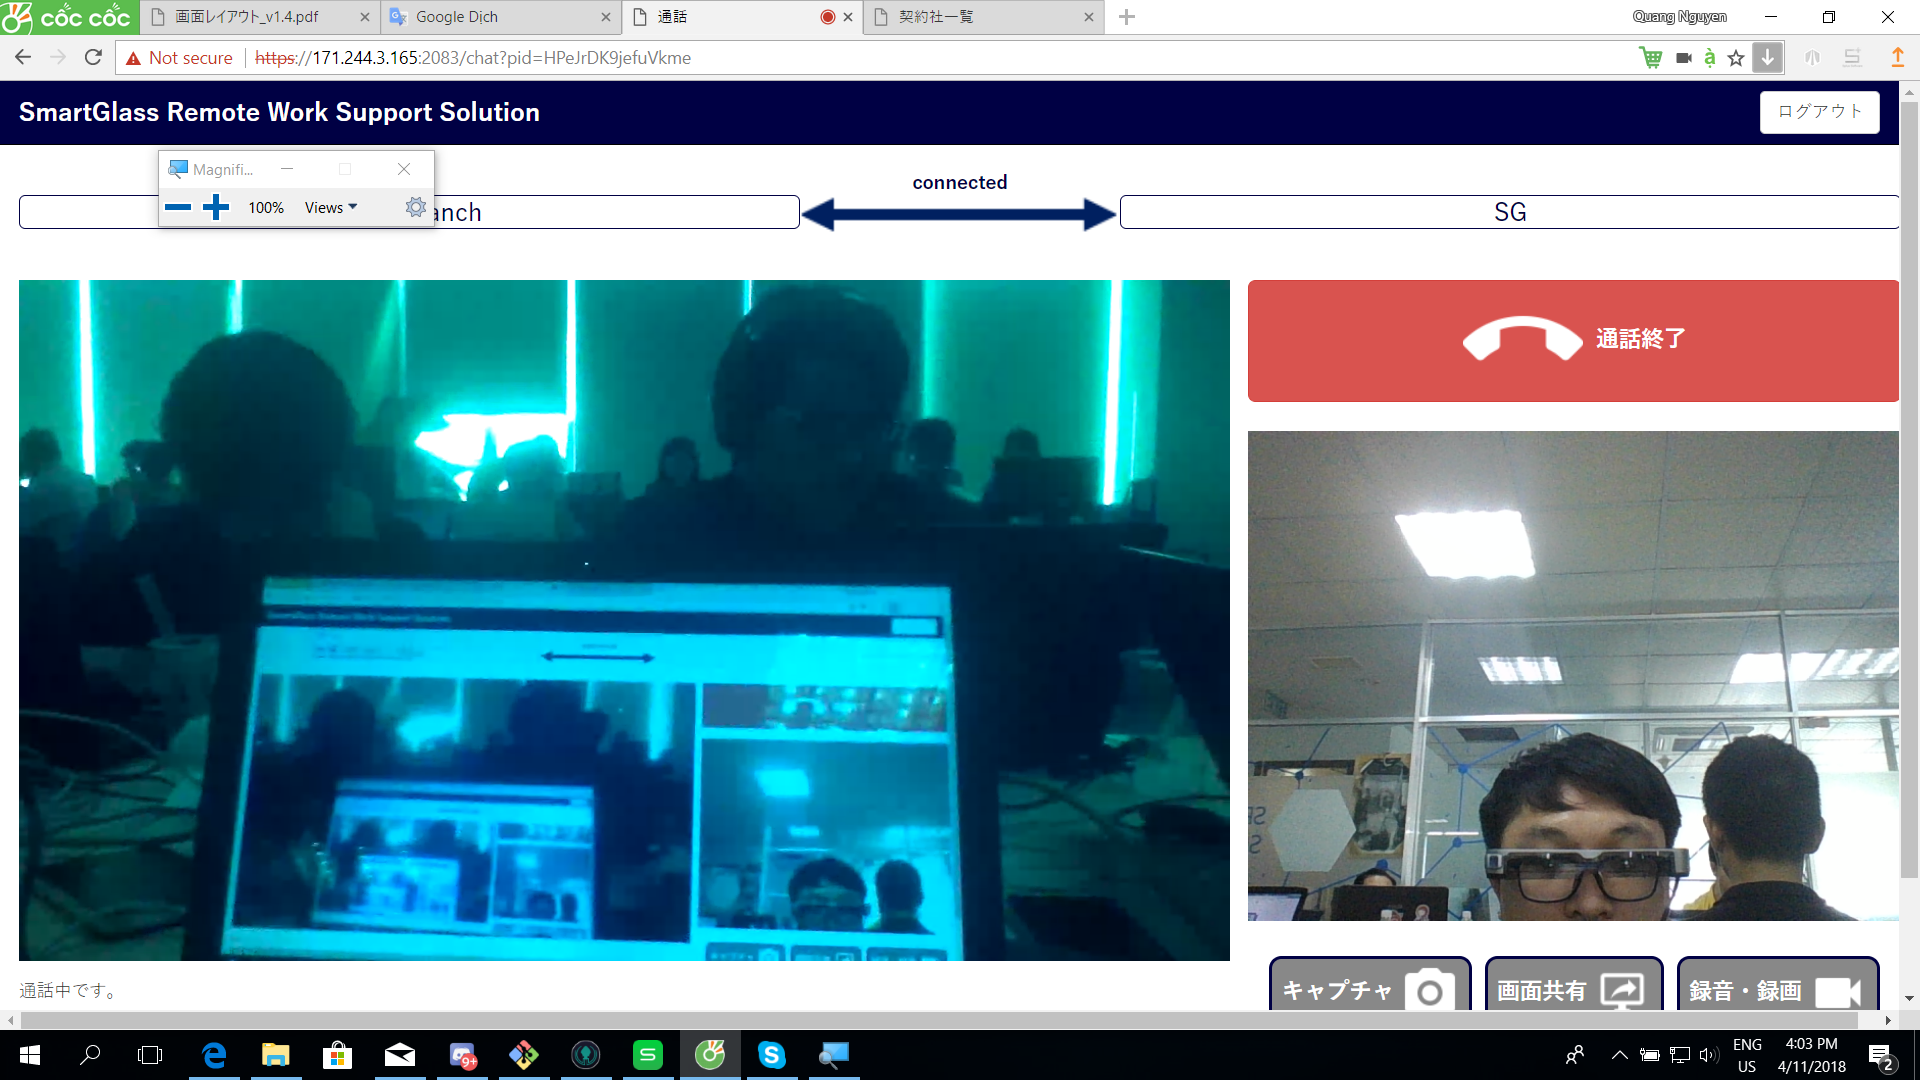 cốc cốc
画面レイアウト_v1.4.pdf
Google Dịch
通話
契約社一覧
Quang Nguyen
Not secure
https://171.244.3.165:2083/chat?pid=HPeJrDK9jefuVkme
SmartGlass Remote Work Support Solution
ログアウト
Magnifi...
100%
Views
anch
connected
SG
通話終了
通話中です。
キャプチャ
画面共有
録音・録画
9+
ENG
US
4:03 PM
4/11/2018
2